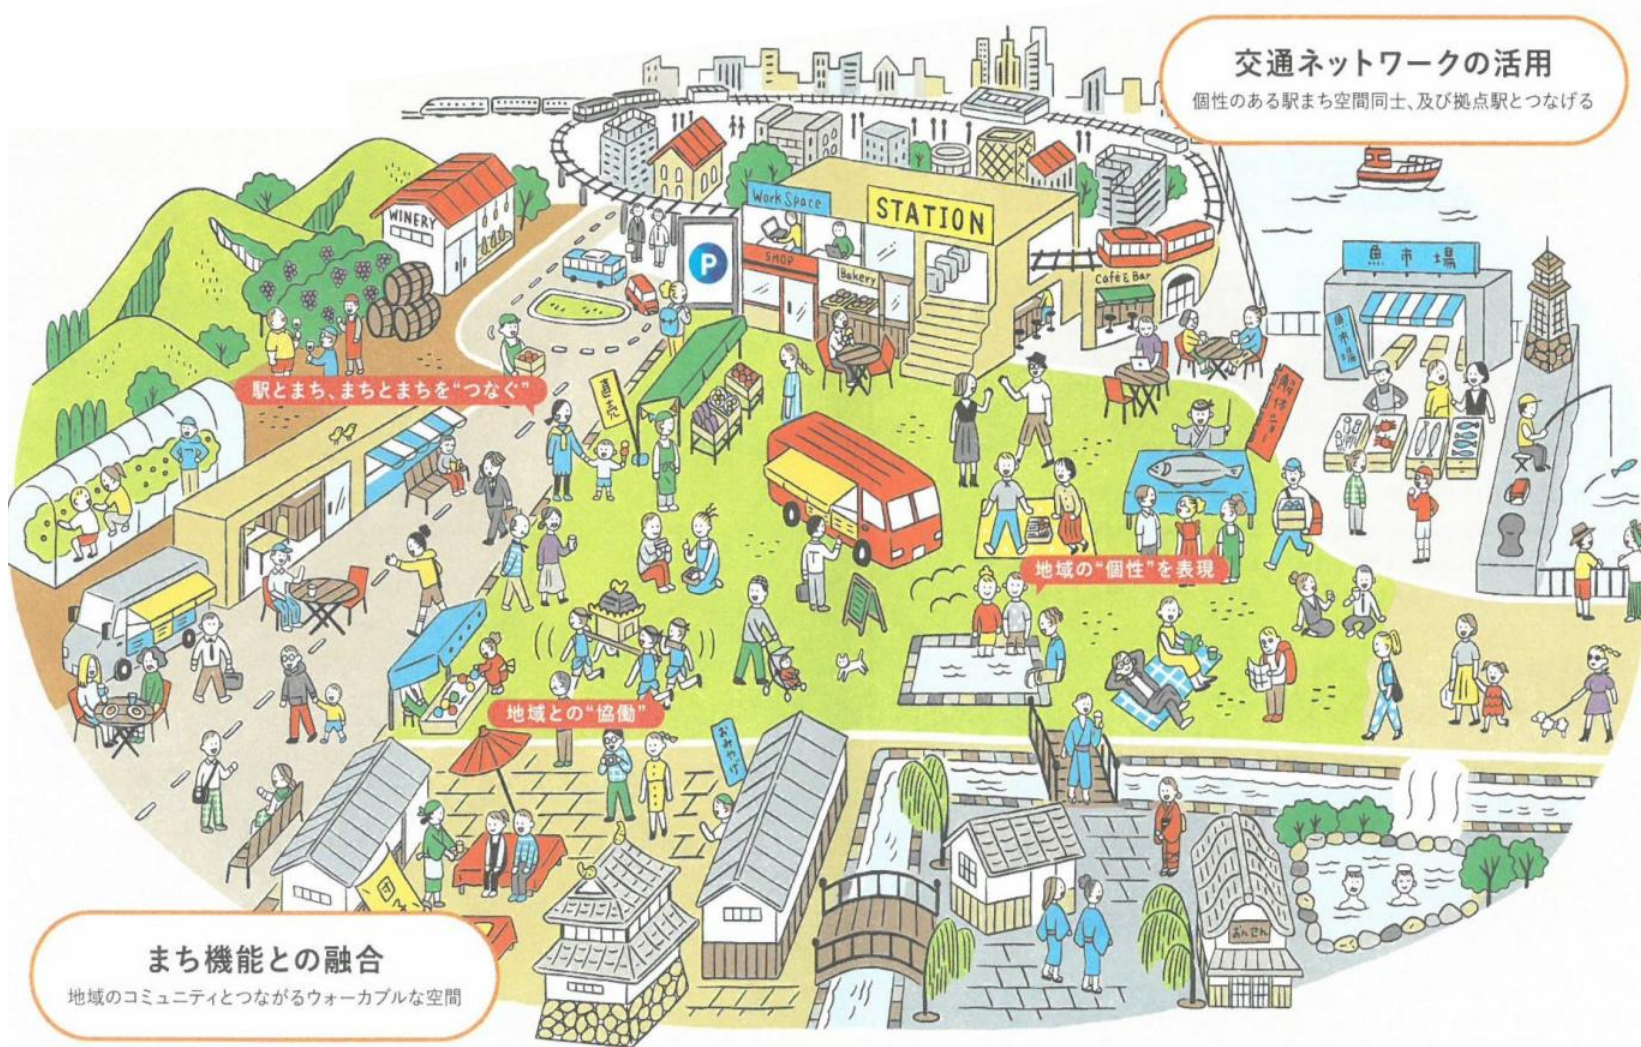 交通ネットワークの活用
個性のある駅まち空間同士、及び拠点駅とつなげる
WINERY
Work Space
STATION
P
SHOP
Bakery
Café & Bar
魚市場
魚市場
駅とまち、まちとまちを“つなぐ”
直売
解体ショー
地域の“個性”を表現
地域との“協働”
おみやげ
おんせん
まち機能との融合
地域のコミュニティとつながるウォーカブルな空間